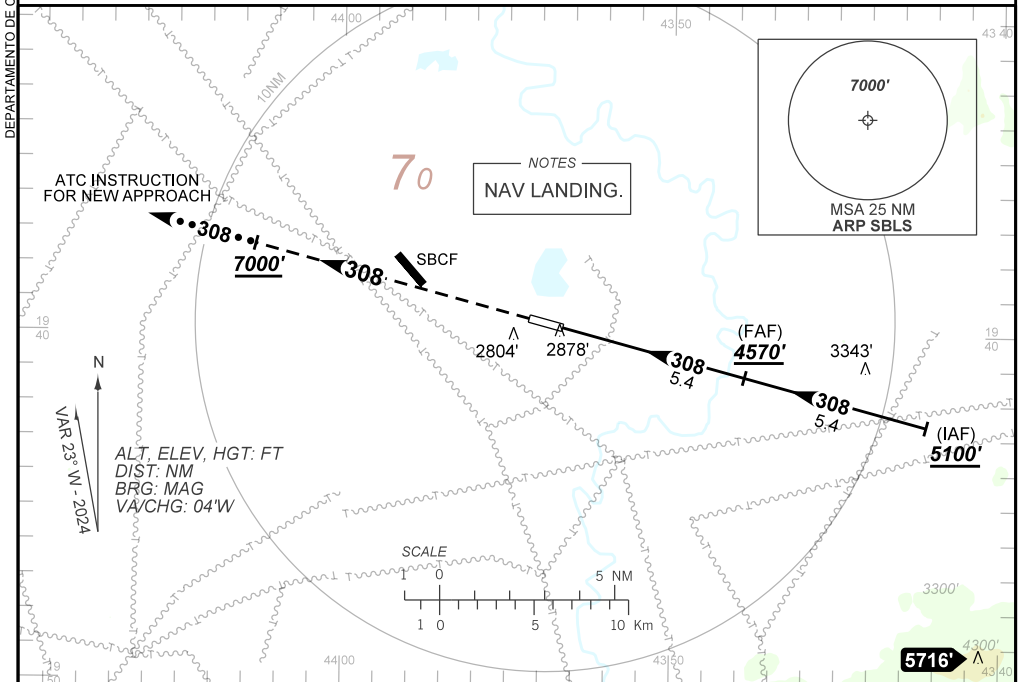 DEPARTAMENTO DE C
44 00
43 50
43 40
10NM
7000'
MSA 25 NM
ARP SBLS
NOTES
NAV LANDING.
70
ATC INSTRUCTION
FOR NEW APPROACH
308
7000'
308
SBCF
2804'
2878'
308
5.4
(FAF)
4570'
3343'
308
5.4
(IAF)
5100'
19
40
19
40
N
VAR 23° W - 2024
ALT, ELEV, HGT: FT
DIST: NM
BRG: MAG
VA/CHG: 04'W
SCALE
1 0 5 NM
1 0 5 10 Km
3300'
4300'
5716'
19
50
44 00
43 50
43 40